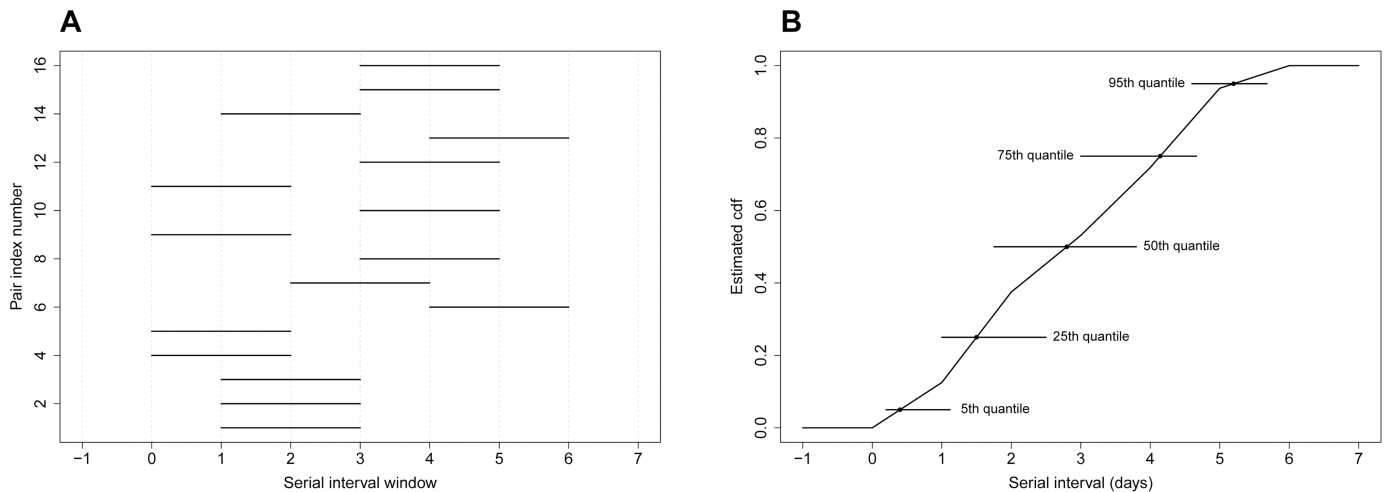 A
16
14
12
10
8
6
4
2
Pair index number
−1 0 1 2 3 4 5 6 7
Serial interval window
B
1.0
0.8
0.6
0.4
0.2
0.0
Estimated cdf
95th quantile
75th quantile
50th quantile
25th quantile
5th quantile
−1 0 1 2 3 4 5 6 7
Serial interval (days)